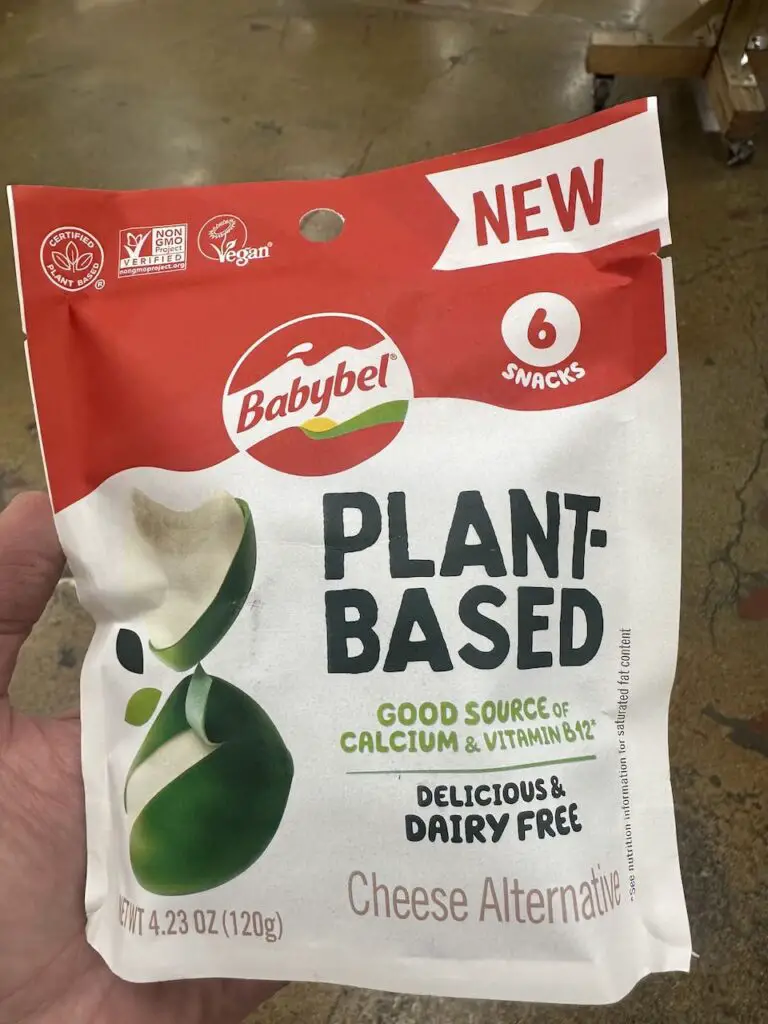 NEW
CERTIFIED
PLANT BASED
®
NON
GMO
Project
VERIFIED
nongmoproject.org
Vegan
6
SNACKS
Babybel®
PLANT-
BASED
GOOD SOURCE OF
CALCIUM & VITAMIN B12*
DELICIOUS &
DAIRY FREE
Cheese Alternative
*See nutrition information for saturated fat content
NET WT 4.23 OZ (120g)